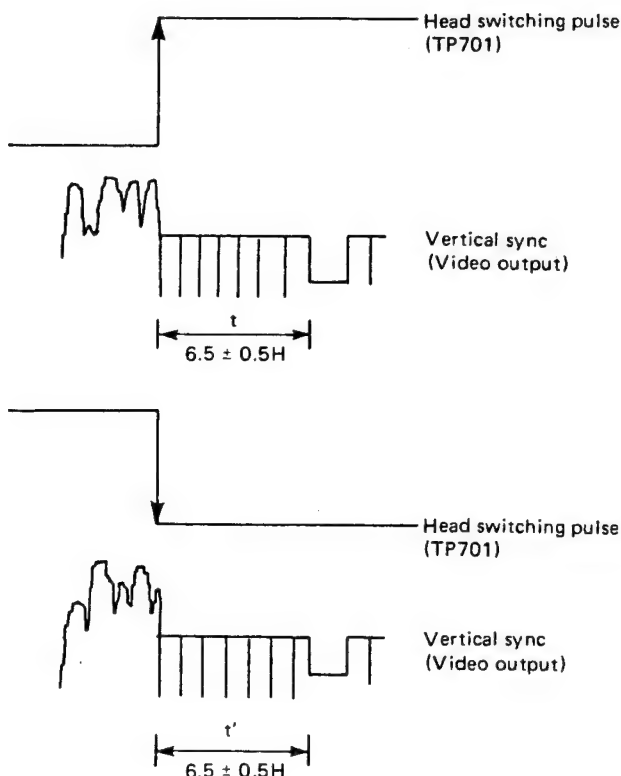 Head switching pulse
(TP701)
Vertical sync
(Video output)
t
6.5 ± 0.5H
Head switching pulse
(TP701)
Vertical sync
(Video output)
t'
6.5 ± 0.5H